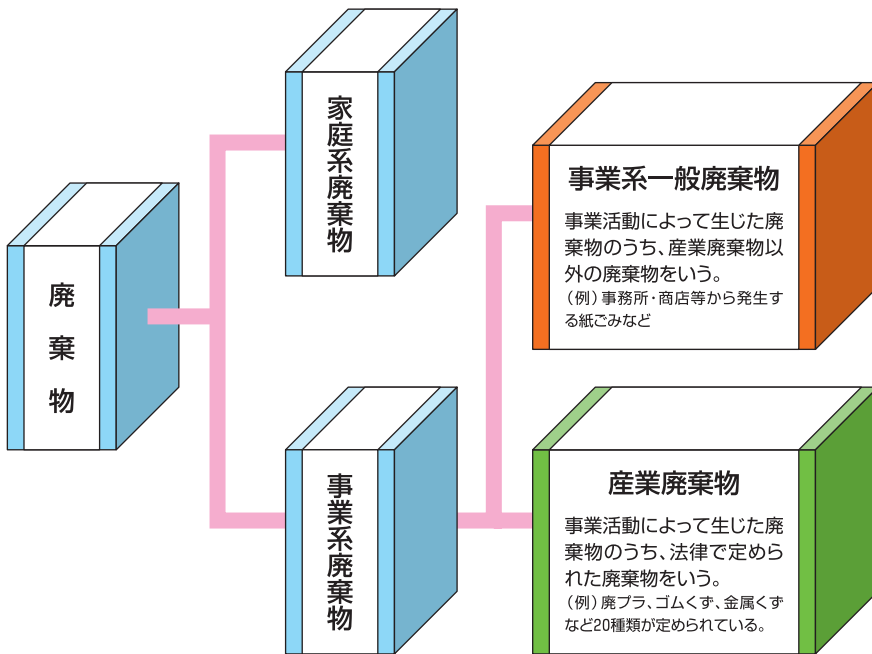 廃棄物
家庭系廃棄物
事業系廃棄物
事業系一般廃棄物
事業活動によって生じた廃
棄物のうち、産業廃棄物以
外の廃棄物をいう。
（例）事務所・商店等から発生す
る紙ごみなど
産業廃棄物
事業活動によって生じた廃
棄物のうち、法律で定めら
れた廃棄物をいう。
（例）廃プラ、ゴムくず、金属くず
など20種類が定められている。